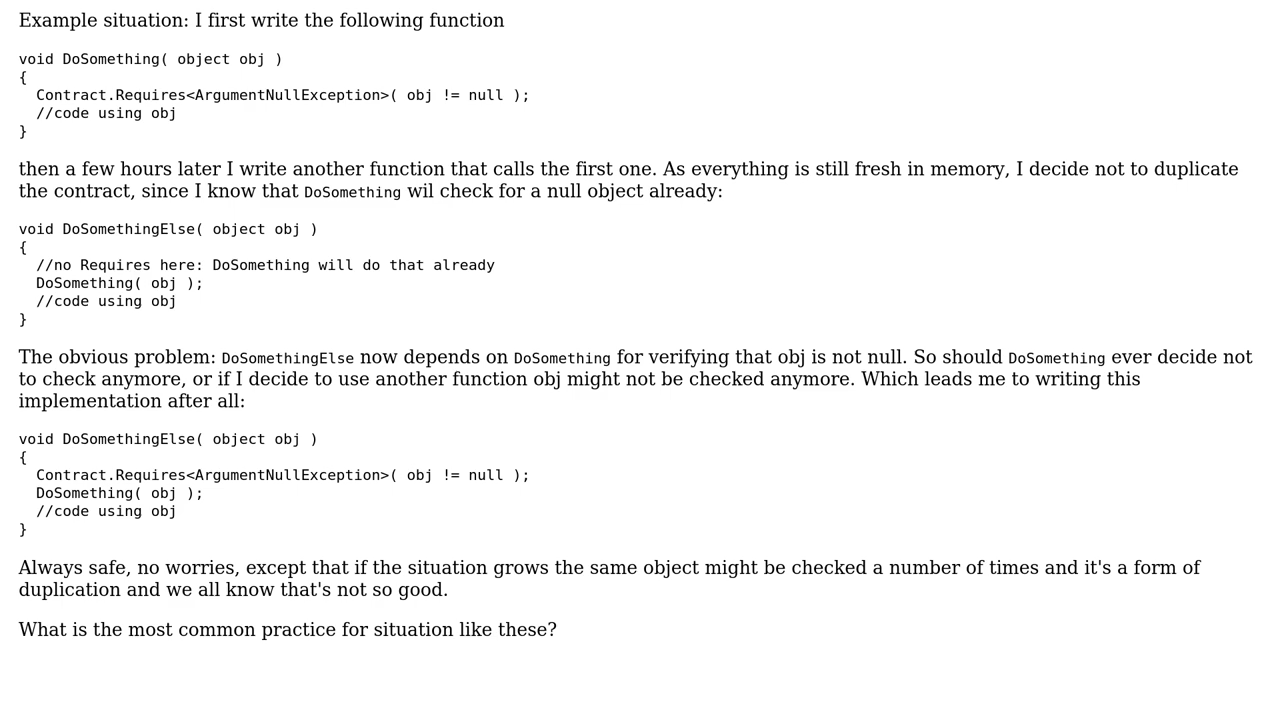 Example situation: I first write the following function
void DoSomething( object obj )
{
  Contract.Requires<ArgumentNullException>( obj != null );
  //code using obj
}
then a few hours later I write another function that calls the first one. As everything is still fresh in memory, I decide not to duplicate
the contract, since I know that DoSomething wil check for a null object already:
void DoSomethingElse( object obj )
{
  //no Requires here: DoSomething will do that already
  DoSomething( obj );
  //code using obj
}
The obvious problem: DoSomethingElse now depends on DoSomething for verifying that obj is not null. So should DoSomething ever decide not
to check anymore, or if I decide to use another function obj might not be checked anymore. Which leads me to writing this
implementation after all:
void DoSomethingElse( object obj )
{
  Contract.Requires<ArgumentNullException>( obj != null );
  DoSomething( obj );
  //code using obj
}
Always safe, no worries, except that if the situation grows the same object might be checked a number of times and it's a form of
duplication and we all know that's not so good.
What is the most common practice for situation like these?